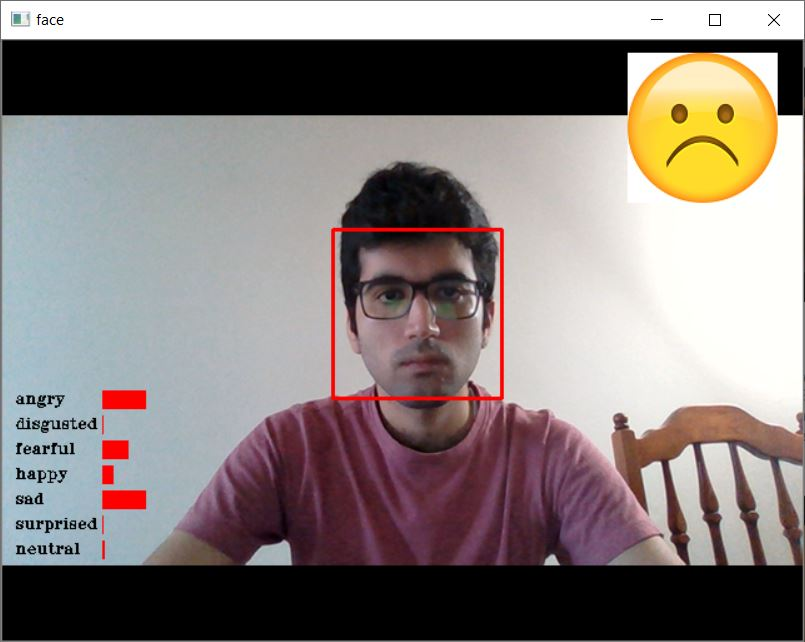 face
angry
disgusted
fearful
happy
sad
surprised
neutral